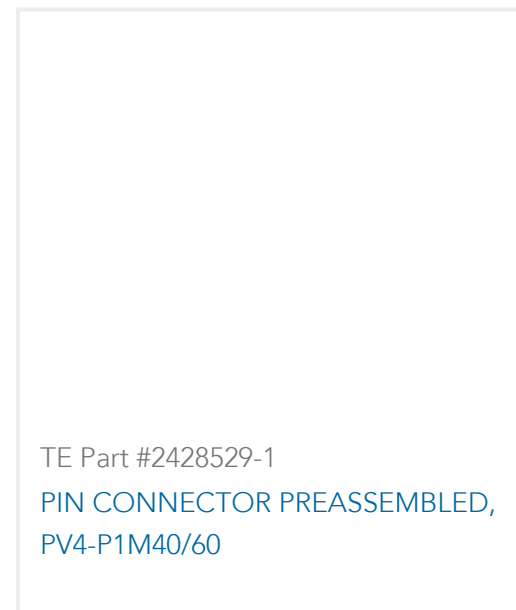 TE Part #2428529-1
PIN CONNECTOR PREASSEMBLED,
PV4-P1M40/60